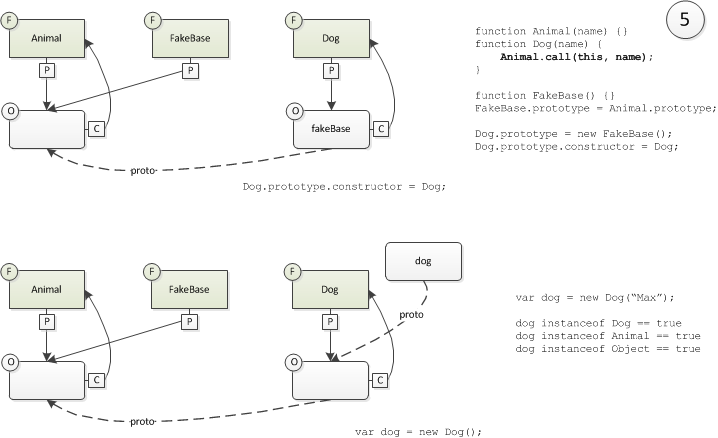 5
F
Animal
F
FakeBase
F
Dog
P
P
P
O
C
O
fakeBase
C
proto
Dog.prototype.constructor = Dog;
function Animal(name) {}
function Dog(name) {
Animal.call(this, name);
}
function FakeBase() {}
FakeBase.prototype = Animal.prototype;
Dog.prototype = new FakeBase();
Dog.prototype.constructor = Dog;
F
Animal
F
FakeBase
F
Dog
dog
P
P
P
proto
O
C
O
C
proto
var dog = new Dog();
var dog = new Dog(“Max”);
dog instanceof Dog == true
dog instanceof Animal == true
dog instanceof Object == true